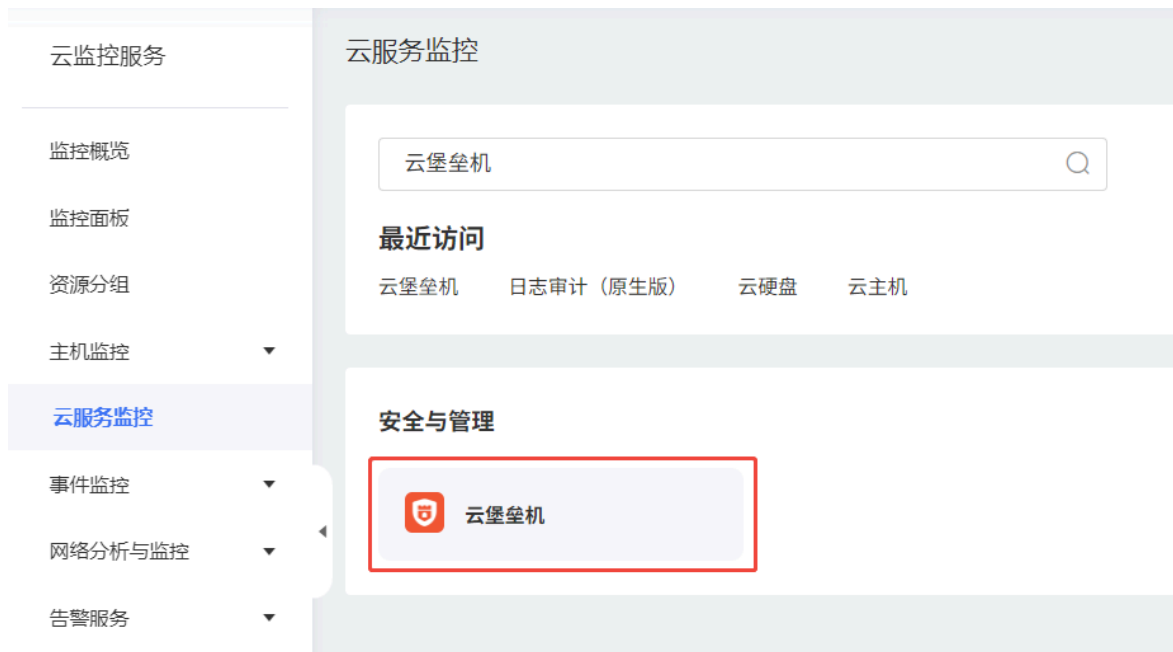 云监控服务
监控概览
监控面板
资源分组
主机监控
云服务监控
事件监控
网络分析与监控
告警服务
云服务监控
云堡垒机
最近访问
云堡垒机 日志审计（原生版） 云硬盘 云主机
安全与管理
云堡垒机